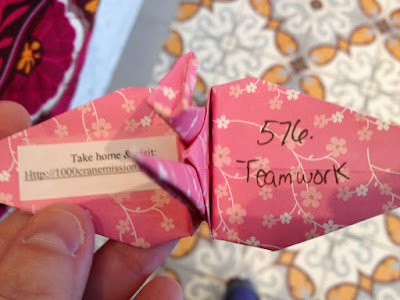 Take home & visit:
Http://1000cranemission
576.
Teamwork